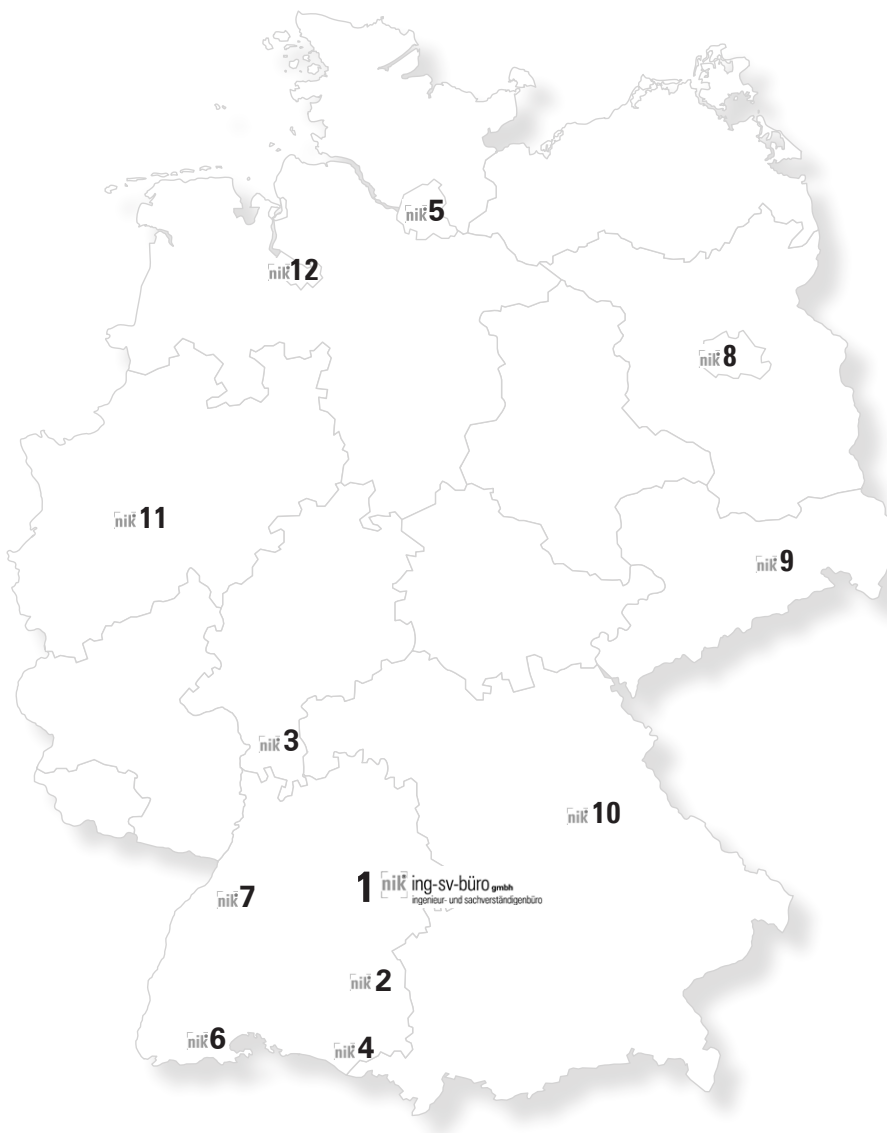 nik 5
nik 12
nik 8
nik 11
nik 9
nik 3
nik 10
1 nik ing-sv-büro gmbh
ingenieur- und sachverständigenbüro
nik 7
nik 2
nik 6
nik 4